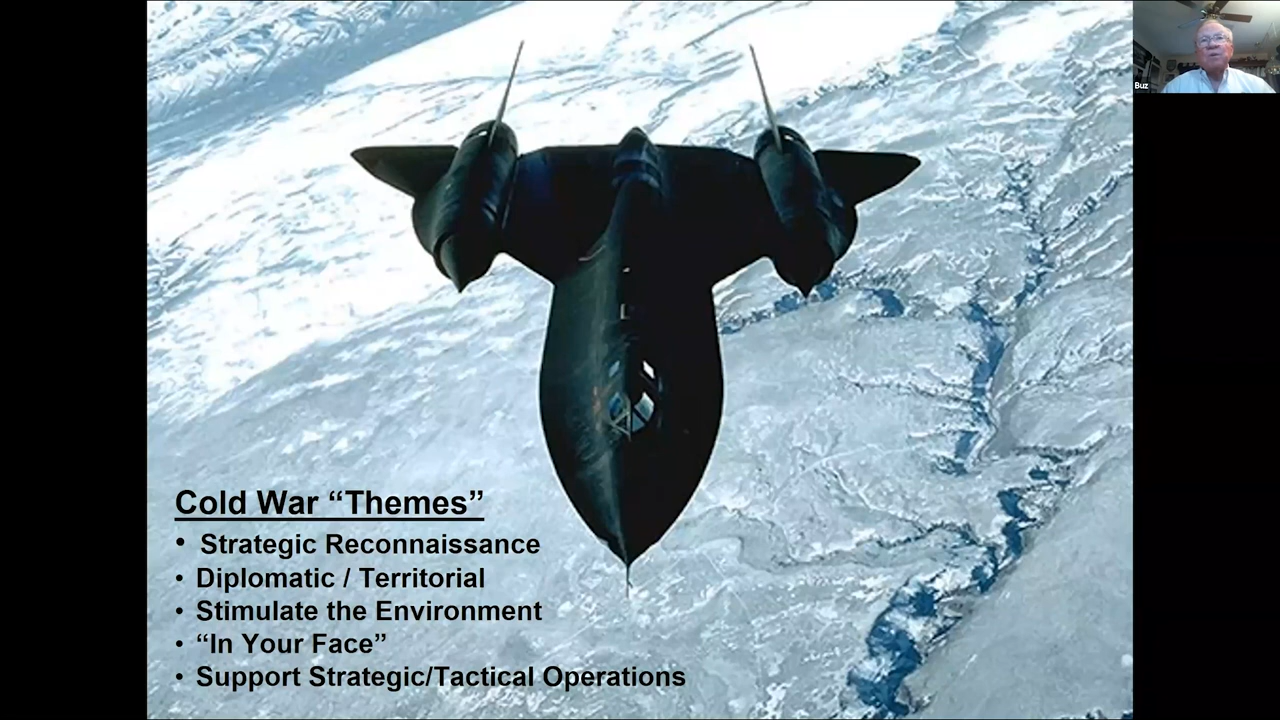 Buz
Cold War “Themes”
• Strategic Reconnaissance
• Diplomatic / Territorial
• Stimulate the Environment
• “In Your Face”
• Support Strategic/Tactical Operations